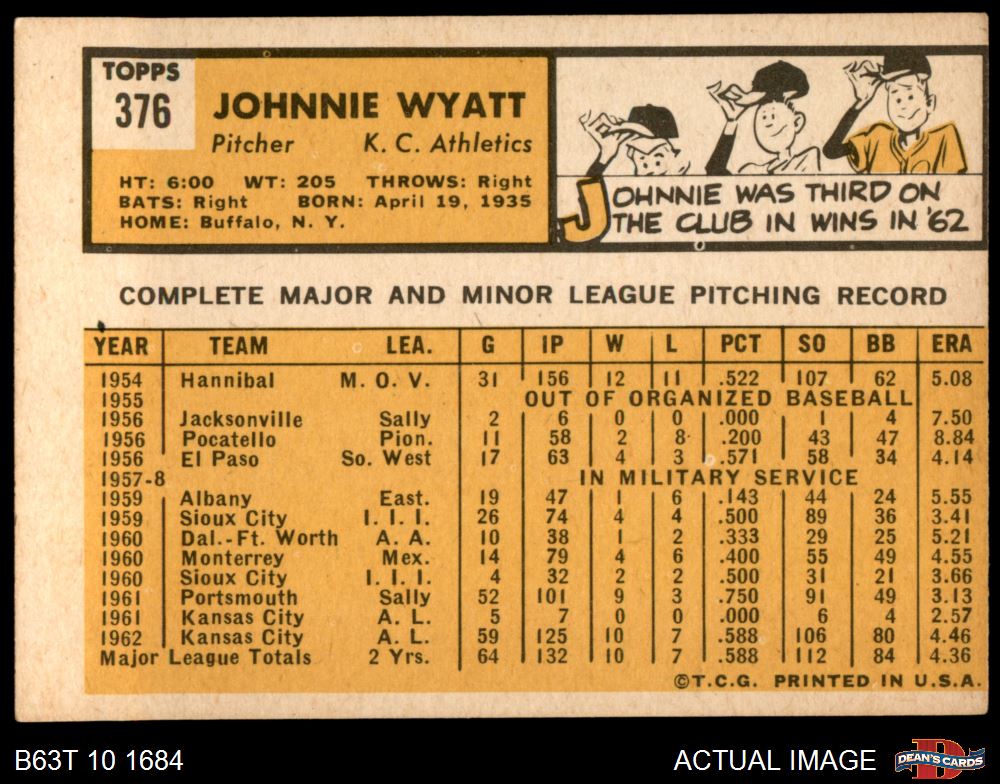 TOPPS
376
JOHNNIE WYATT
Pitcher K. C. Athletics
HT: 6:00 WT: 205 THROWS: Right
BATS: Right BORN: April 19, 1935
HOME: Buffalo, N. Y.
JOHNNIE WAS THIRD ON
THE CLUB IN WINS IN '62
COMPLETE MAJOR AND MINOR LEAGUE PITCHING RECORD
YEAR TEAM LEA. G IP W L PCT SO BB ERA
1954 Hannibal M. O. V. 31 156 12 11 .522 107 62 5.08
1955 OUT OF ORGANIZED BASEBALL
1956 Jacksonville Sally 2 6 0 0 .000 1 4 7.50
1956 Pocatello Pion. 11 58 2 8 .200 43 47 8.84
1956 El Paso So. West 17 63 4 3 .571 58 34 4.14
1957-8 IN MILITARY SERVICE
1959 Albany East. 19 47 1 6 .143 44 24 5.55
1959 Sioux City I. I. I. 26 74 4 4 .500 89 36 3.41
1960 Dal.-Ft. Worth A. A. 10 38 1 2 .333 29 25 5.21
1960 Monterrey Mex. 14 79 4 6 .400 55 49 4.55
1960 Sioux City I. I. I. 4 32 2 2 .500 31 21 3.66
1961 Portsmouth Sally 52 101 9 3 .750 91 49 3.13
1961 Kansas City A. L. 5 7 0 0 .000 6 4 2.57
1962 Kansas City A. L. 59 125 10 7 .588 106 80 4.46
Major League Totals 2 Yrs. 64 132 10 7 .588 112 84 4.36
©T.C.G. PRINTED IN U.S.A.
B63T 10 1684 ACTUAL IMAGE DEAN'S CARDS